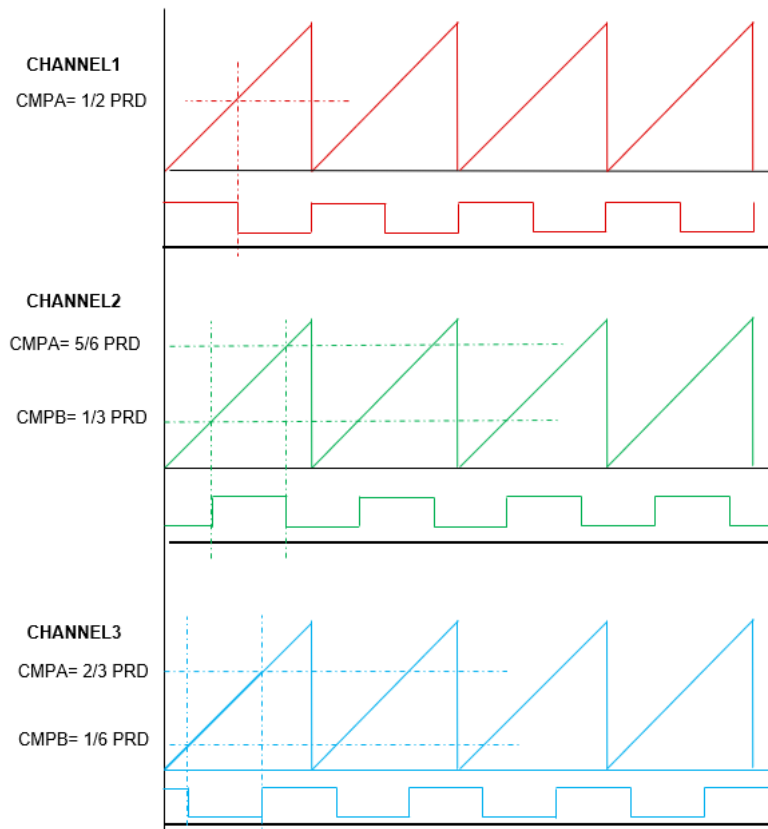 CHANNEL1
CMPA= 1/2 PRD
CHANNEL2
CMPA= 5/6 PRD
CMPB= 1/3 PRD
CHANNEL3
CMPA= 2/3 PRD
CMPB= 1/6 PRD